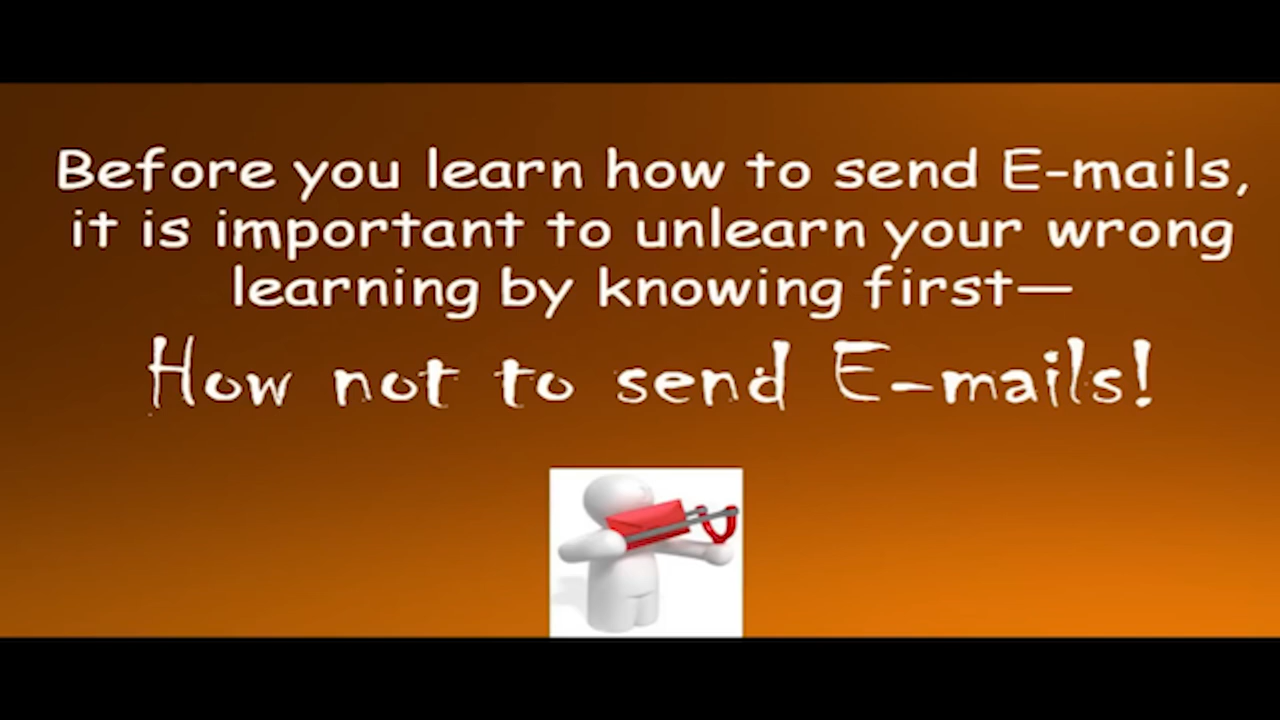 Before you learn how to send E-mails,
it is important to unlearn your wrong
learning by knowing first—
How not to send E-mails!